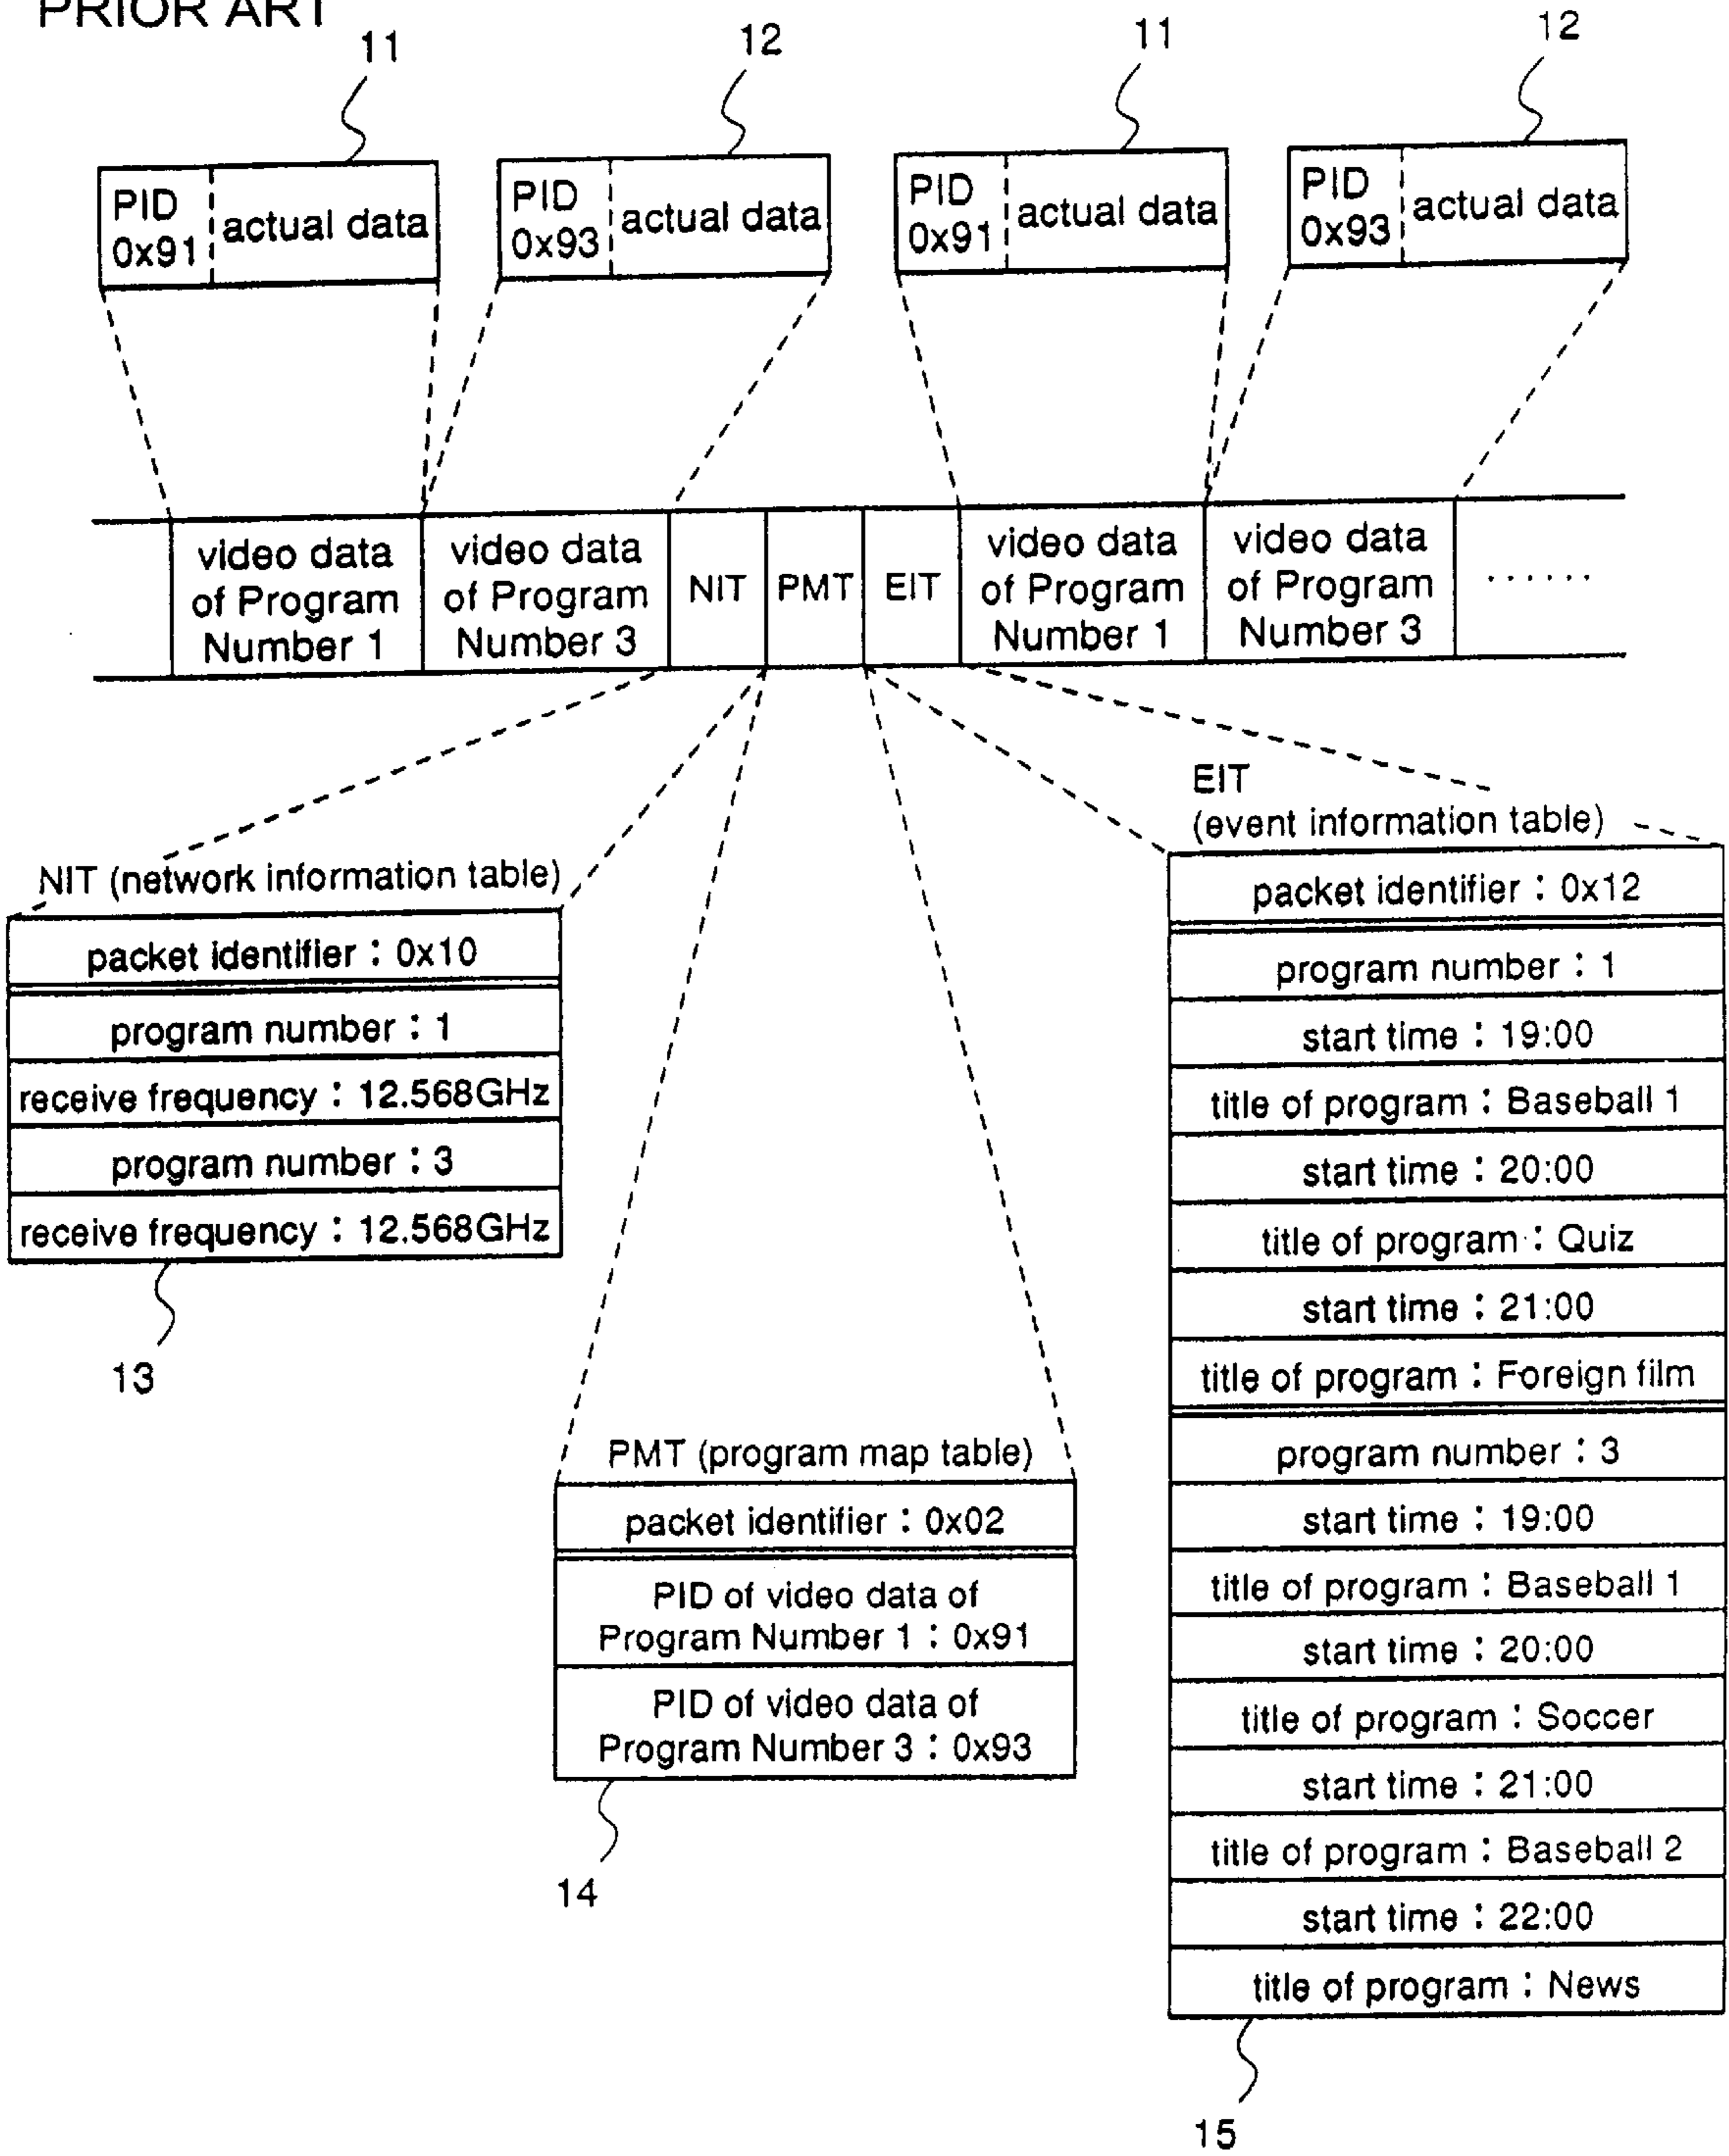 PRIOR ART
11
12
11
12
PID
0x91
actual data
PID
0x93
actual data
PID
0x91
actual data
PID
0x93
actual data
video data
of Program
Number 1
video data
of Program
Number 3
NIT
PMT
EIT
video data
of Program
Number 1
video data
of Program
Number 3
......
NIT (network information table)
packet identifier : 0x10
program number : 1
receive frequency : 12.568GHz
program number : 3
receive frequency : 12.568GHz
13
PMT (program map table)
packet identifier : 0x02
PID of video data of
Program Number 1 : 0x91
PID of video data of
Program Number 3 : 0x93
14
EIT
(event information table)
packet identifier : 0x12
program number : 1
start time : 19:00
title of program : Baseball 1
start time : 20:00
title of program : Quiz
start time : 21:00
title of program : Foreign film
program number : 3
start time : 19:00
title of program : Baseball 1
start time : 20:00
title of program : Soccer
start time : 21:00
title of program : Baseball 2
start time : 22:00
title of program : News
15